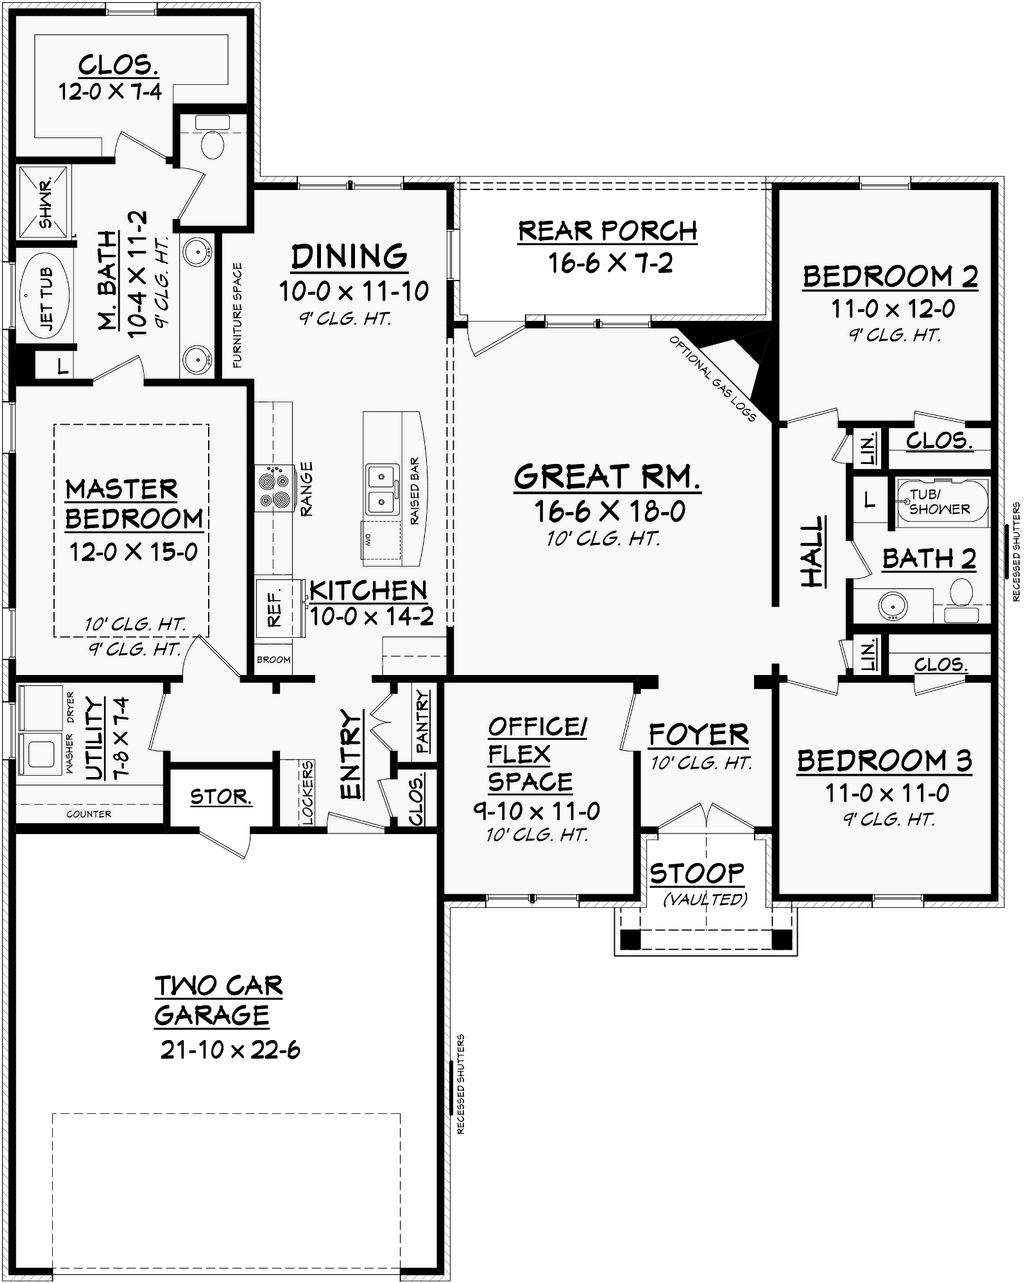 CLOS.
12-0 X 7-4
SHWR.
JET TUB
M. BATH
10-4 X 11-2
9' CLG. HT.
L
FURNITURE SPACE
DINING
10-0 X 11-10
9' CLG. HT.
REAR PORCH
16-6 X 7-2
BEDROOM 2
11-0 X 12-0
9' CLG. HT.
OPTIONAL GAS LOGS
MASTER
BEDROOM
12-0 X 15-0
10' CLG. HT.
9' CLG. HT.
RANGE
RAISED BAR
D/W
REF.
KITCHEN
10-0 X 14-2
BROOM
GREAT RM.
16-6 X 18-0
10' CLG. HT.
HALL
LIN.
CLOS.
L
TUB/
SHOWER
BATH 2
RECESSED SHUTTERS
LIN.
CLOS.
WASHER
DRYER
UTILITY
7-8 X 7-4
COUNTER
STOR.
LOCKERS
ENTRY
PANTRY
CLOS.
OFFICE/
FLEX
SPACE
9-10 X 11-0
10' CLG. HT.
FOYER
10' CLG. HT.
BEDROOM 3
11-0 X 11-0
9' CLG. HT.
STOOP
(VAULTED)
TWO CAR
GARAGE
21-10 X 22-6
RECESSED SHUTTERS